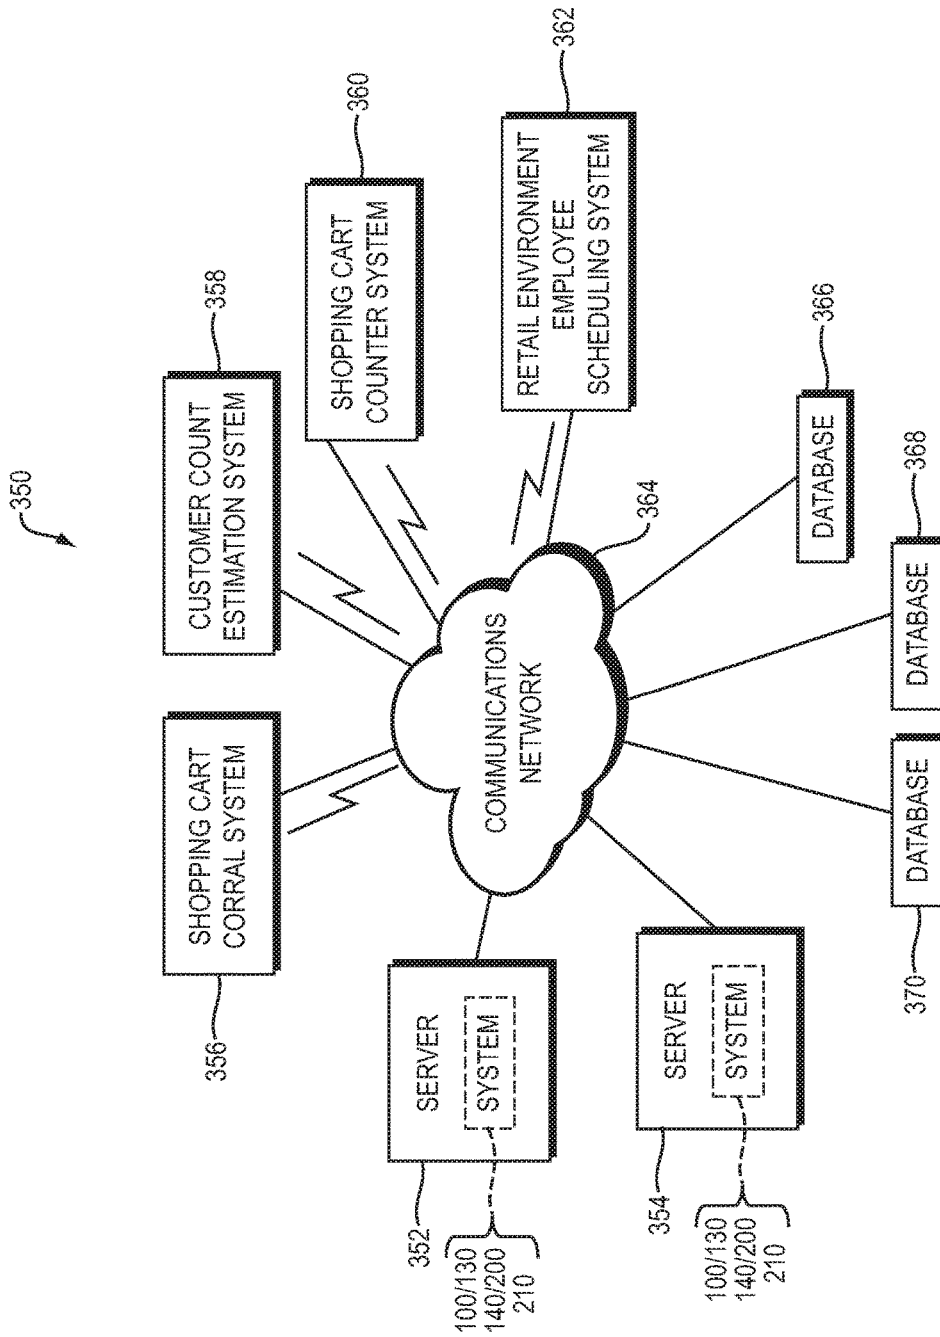 350
356
SHOPPING CART
CORRAL SYSTEM
CUSTOMER COUNT
ESTIMATION SYSTEM
358
SHOPPING CART
COUNTER SYSTEM
360
RETAIL ENVIRONMENT
EMPLOYEE
SCHEDULING SYSTEM
362
352
SERVER
SYSTEM
100/130
140/200
210
COMMUNICATIONS
NETWORK
364
354
SERVER
SYSTEM
100/130
140/200
210
DATABASE
366
DATABASE
368
DATABASE
370